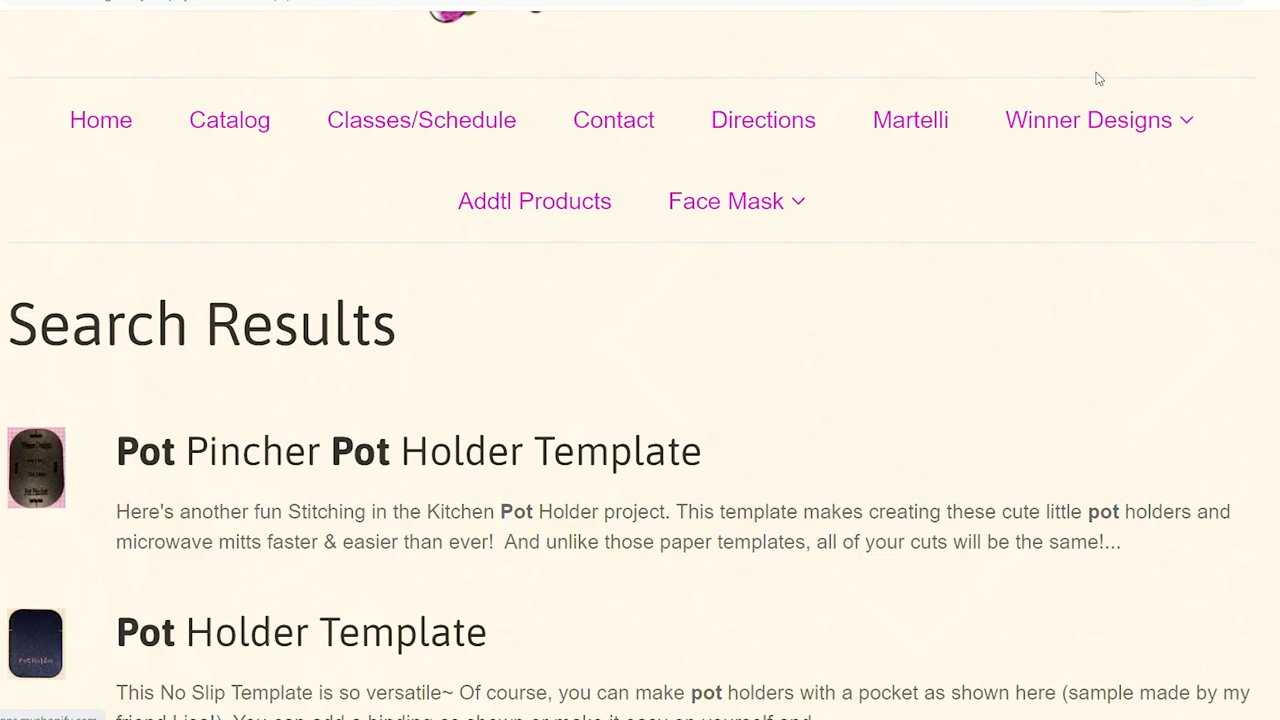 Home Catalog Classes/Schedule Contact Directions Martelli Winner Designs
Addtl Products Face Mask
Search Results
Pot Pincher Pot Holder Template
Here's another fun Stitching in the Kitchen Pot Holder project. This template makes creating these cute little pot holders and
microwave mitts faster & easier than ever! And unlike those paper templates, all of your cuts will be the same!...
Pot Holder Template
Pot Holder
This No Slip Template is so versatile~ Of course, you can make pot holders with a pocket as shown here (sample made by my